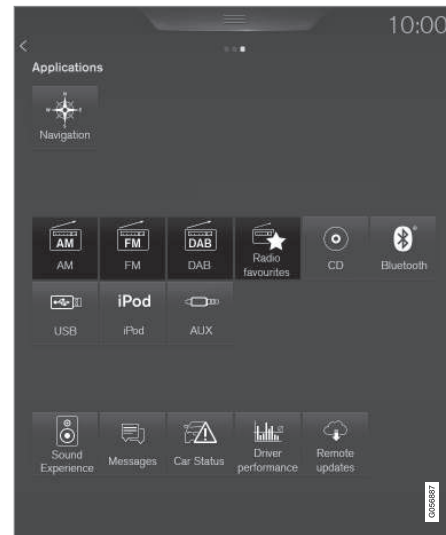 10:00
Applications
Navigation
AM FM DAB
AM FM DAB Radio favourites CD Bluetooth
iPod
USB iPod AUX
Sound Experience Messages Car Status Driver performance Remote updates
G056887